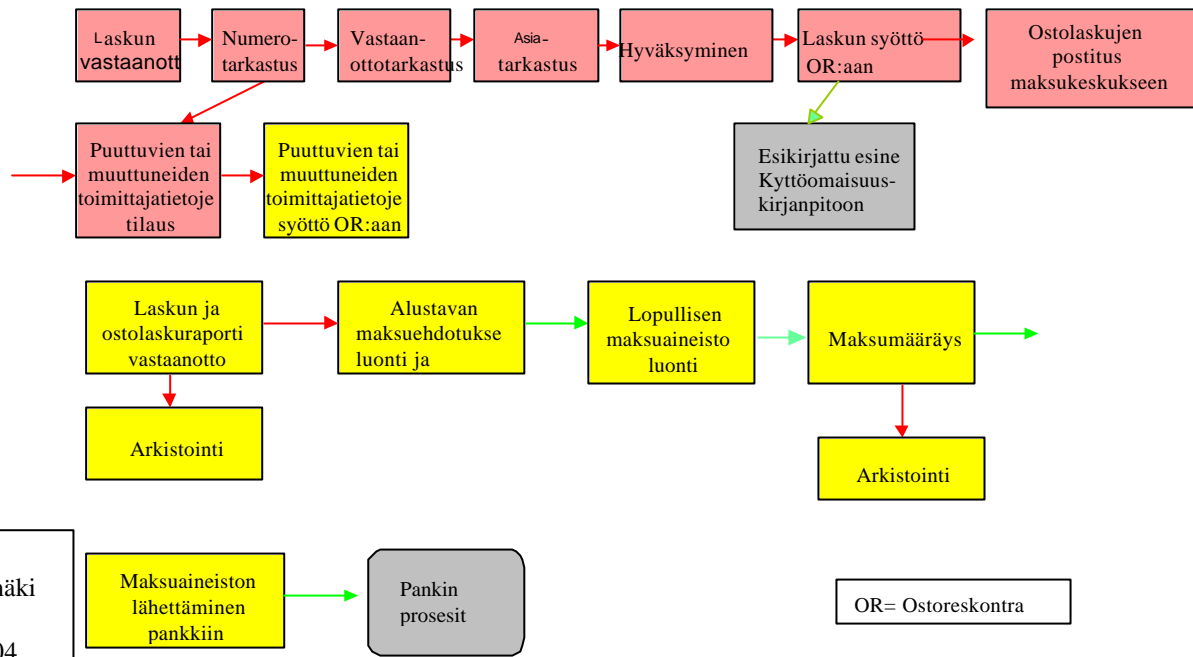 Laskun
vastaanott
Numero-
tarkastus
Vastaan-
ottotarkastus
Asia-
tarkastus
Hyväksyminen
Laskun syöttö
OR:aan
Ostolaskujen
postitus
maksukeskukseen
Puuttuvien tai
muuttuneiden
toimittajatietoje
tilaus
Puuttuvien tai
muuttuneiden
toimittajatietoje
syöttö OR:aan
Esikirjattu esine
Kyttöomaisuus-
kirjanpitoon
Laskun ja
ostolaskuraporti
vastaanotto
Alustavan
maksuehdotukse
luonti ja
Lopullisen
maksuaineisto
luonti
Maksumääräys
Arkistointi
Arkistointi
äki
04
Maksuaineiston
lähettäminen
pankkiin
Pankin
prosesit
OR= Ostoreskontra